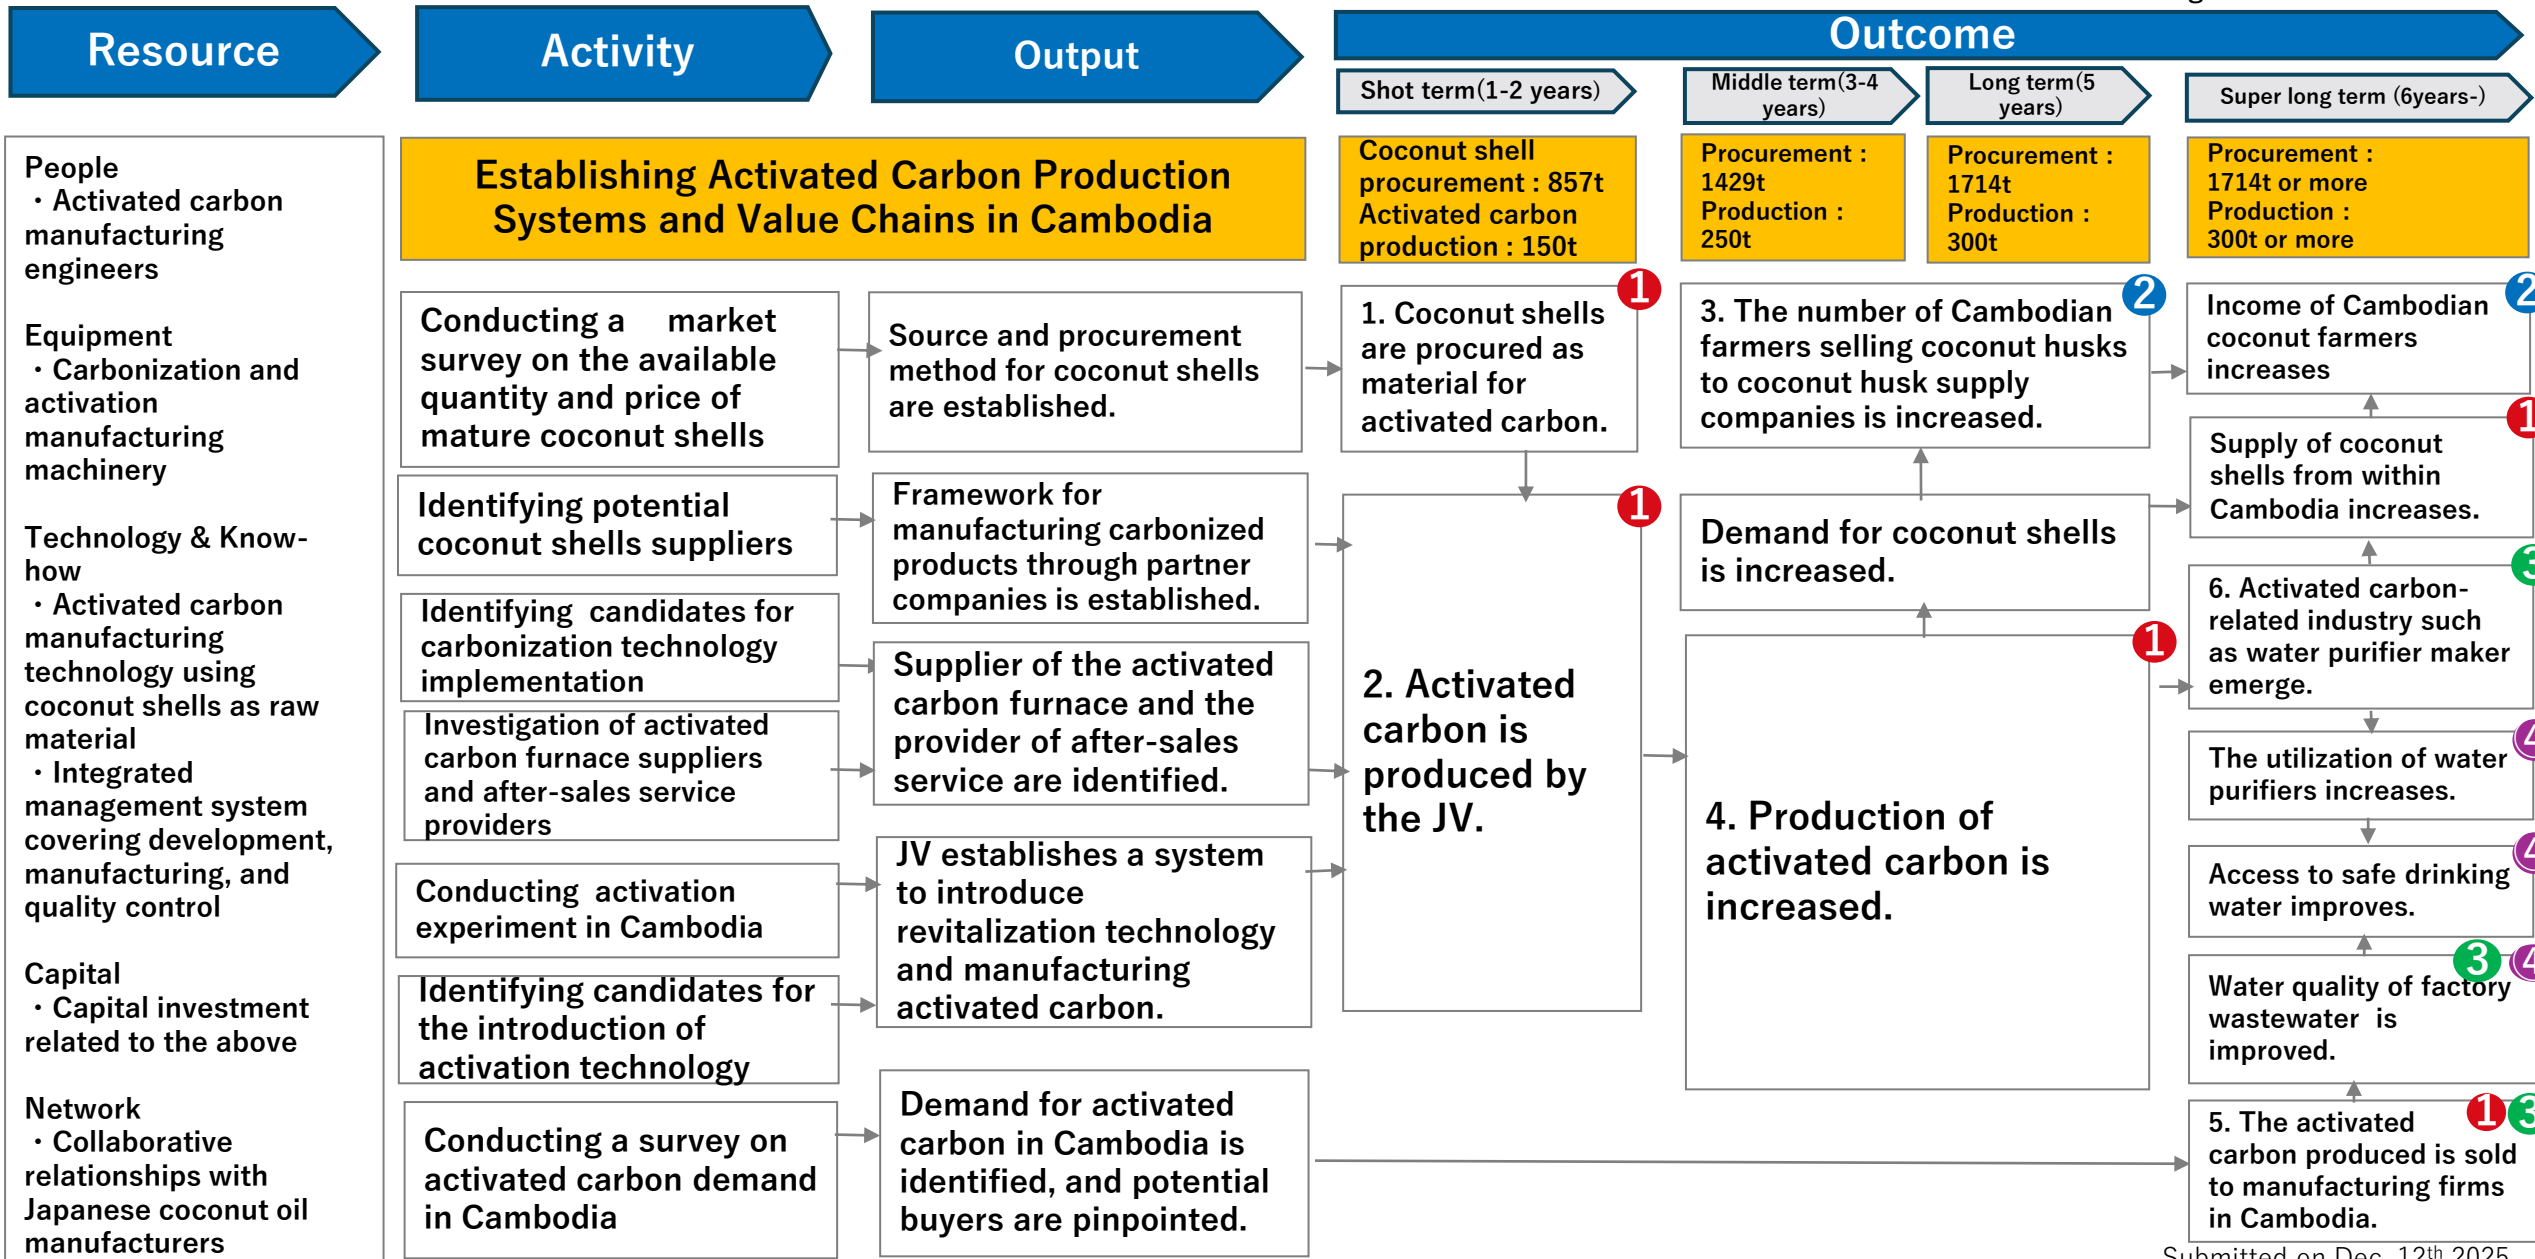 Resource
Activity
Output
Outcome
Shot term(1-2 years)
Middle term(3-4
years)
Long term(5
years)
Super long term (6years-)
People
・Activated carbon
manufacturing
engineers
Equipment
・Carbonization and
activation
manufacturing
machinery
Technology & Know-
how
・Activated carbon
manufacturing
technology using
coconut shells as raw
material
・Integrated
management system
covering development,
manufacturing, and
quality control
Capital
・Capital investment
related to the above
Network
・Collaborative
relationships with
Japanese coconut oil
manufacturers
Establishing Activated Carbon Production
Systems and Value Chains in Cambodia
Conducting a market
survey on the available
quantity and price of
mature coconut shells
Identifying potential
coconut shells suppliers
Identifying candidates for
carbonization technology
implementation
Investigation of activated
carbon furnace suppliers
and after-sales service
providers
Conducting activation
experiment in Cambodia
Identifying candidates for
the introduction of
activation technology
Conducting a survey on
activated carbon demand
in Cambodia
Source and procurement
method for coconut shells
are established.
Framework for
manufacturing carbonized
products through partner
companies is established.
Supplier of the activated
carbon furnace and the
provider of after-sales
service are identified.
JV establishes a system
to introduce
revitalization technology
and manufacturing
activated carbon.
Demand for activated
carbon in Cambodia is
identified, and potential
buyers are pinpointed.
Coconut shell
procurement : 857t
Activated carbon
production : 150t
1
1. Coconut shells
are procured as
material for
activated carbon.
1
2. Activated
carbon is
produced by
the JV.
Procurement :
1429t
Production :
250t
Procurement :
1714t
Production :
300t
2
3. The number of Cambodian
farmers selling coconut husks
to coconut husk supply
companies is increased.
Demand for coconut shells
is increased.
1
4. Production of
activated carbon is
increased.
Procurement :
1714t or more
Production :
300t or more
2
Income of Cambodian
coconut farmers
increases
1
Supply of coconut
shells from within
Cambodia increases.
3
6. Activated carbon-
related industry such
as water purifier maker
emerge.
4
The utilization of water
purifiers increases.
4
Access to safe drinking
water improves.
3 4
Water quality of factory
wastewater is
improved.
1 3
5. The activated
carbon produced is sold
to manufacturing firms
in Cambodia.
Submitted on Dec. 12th 2025